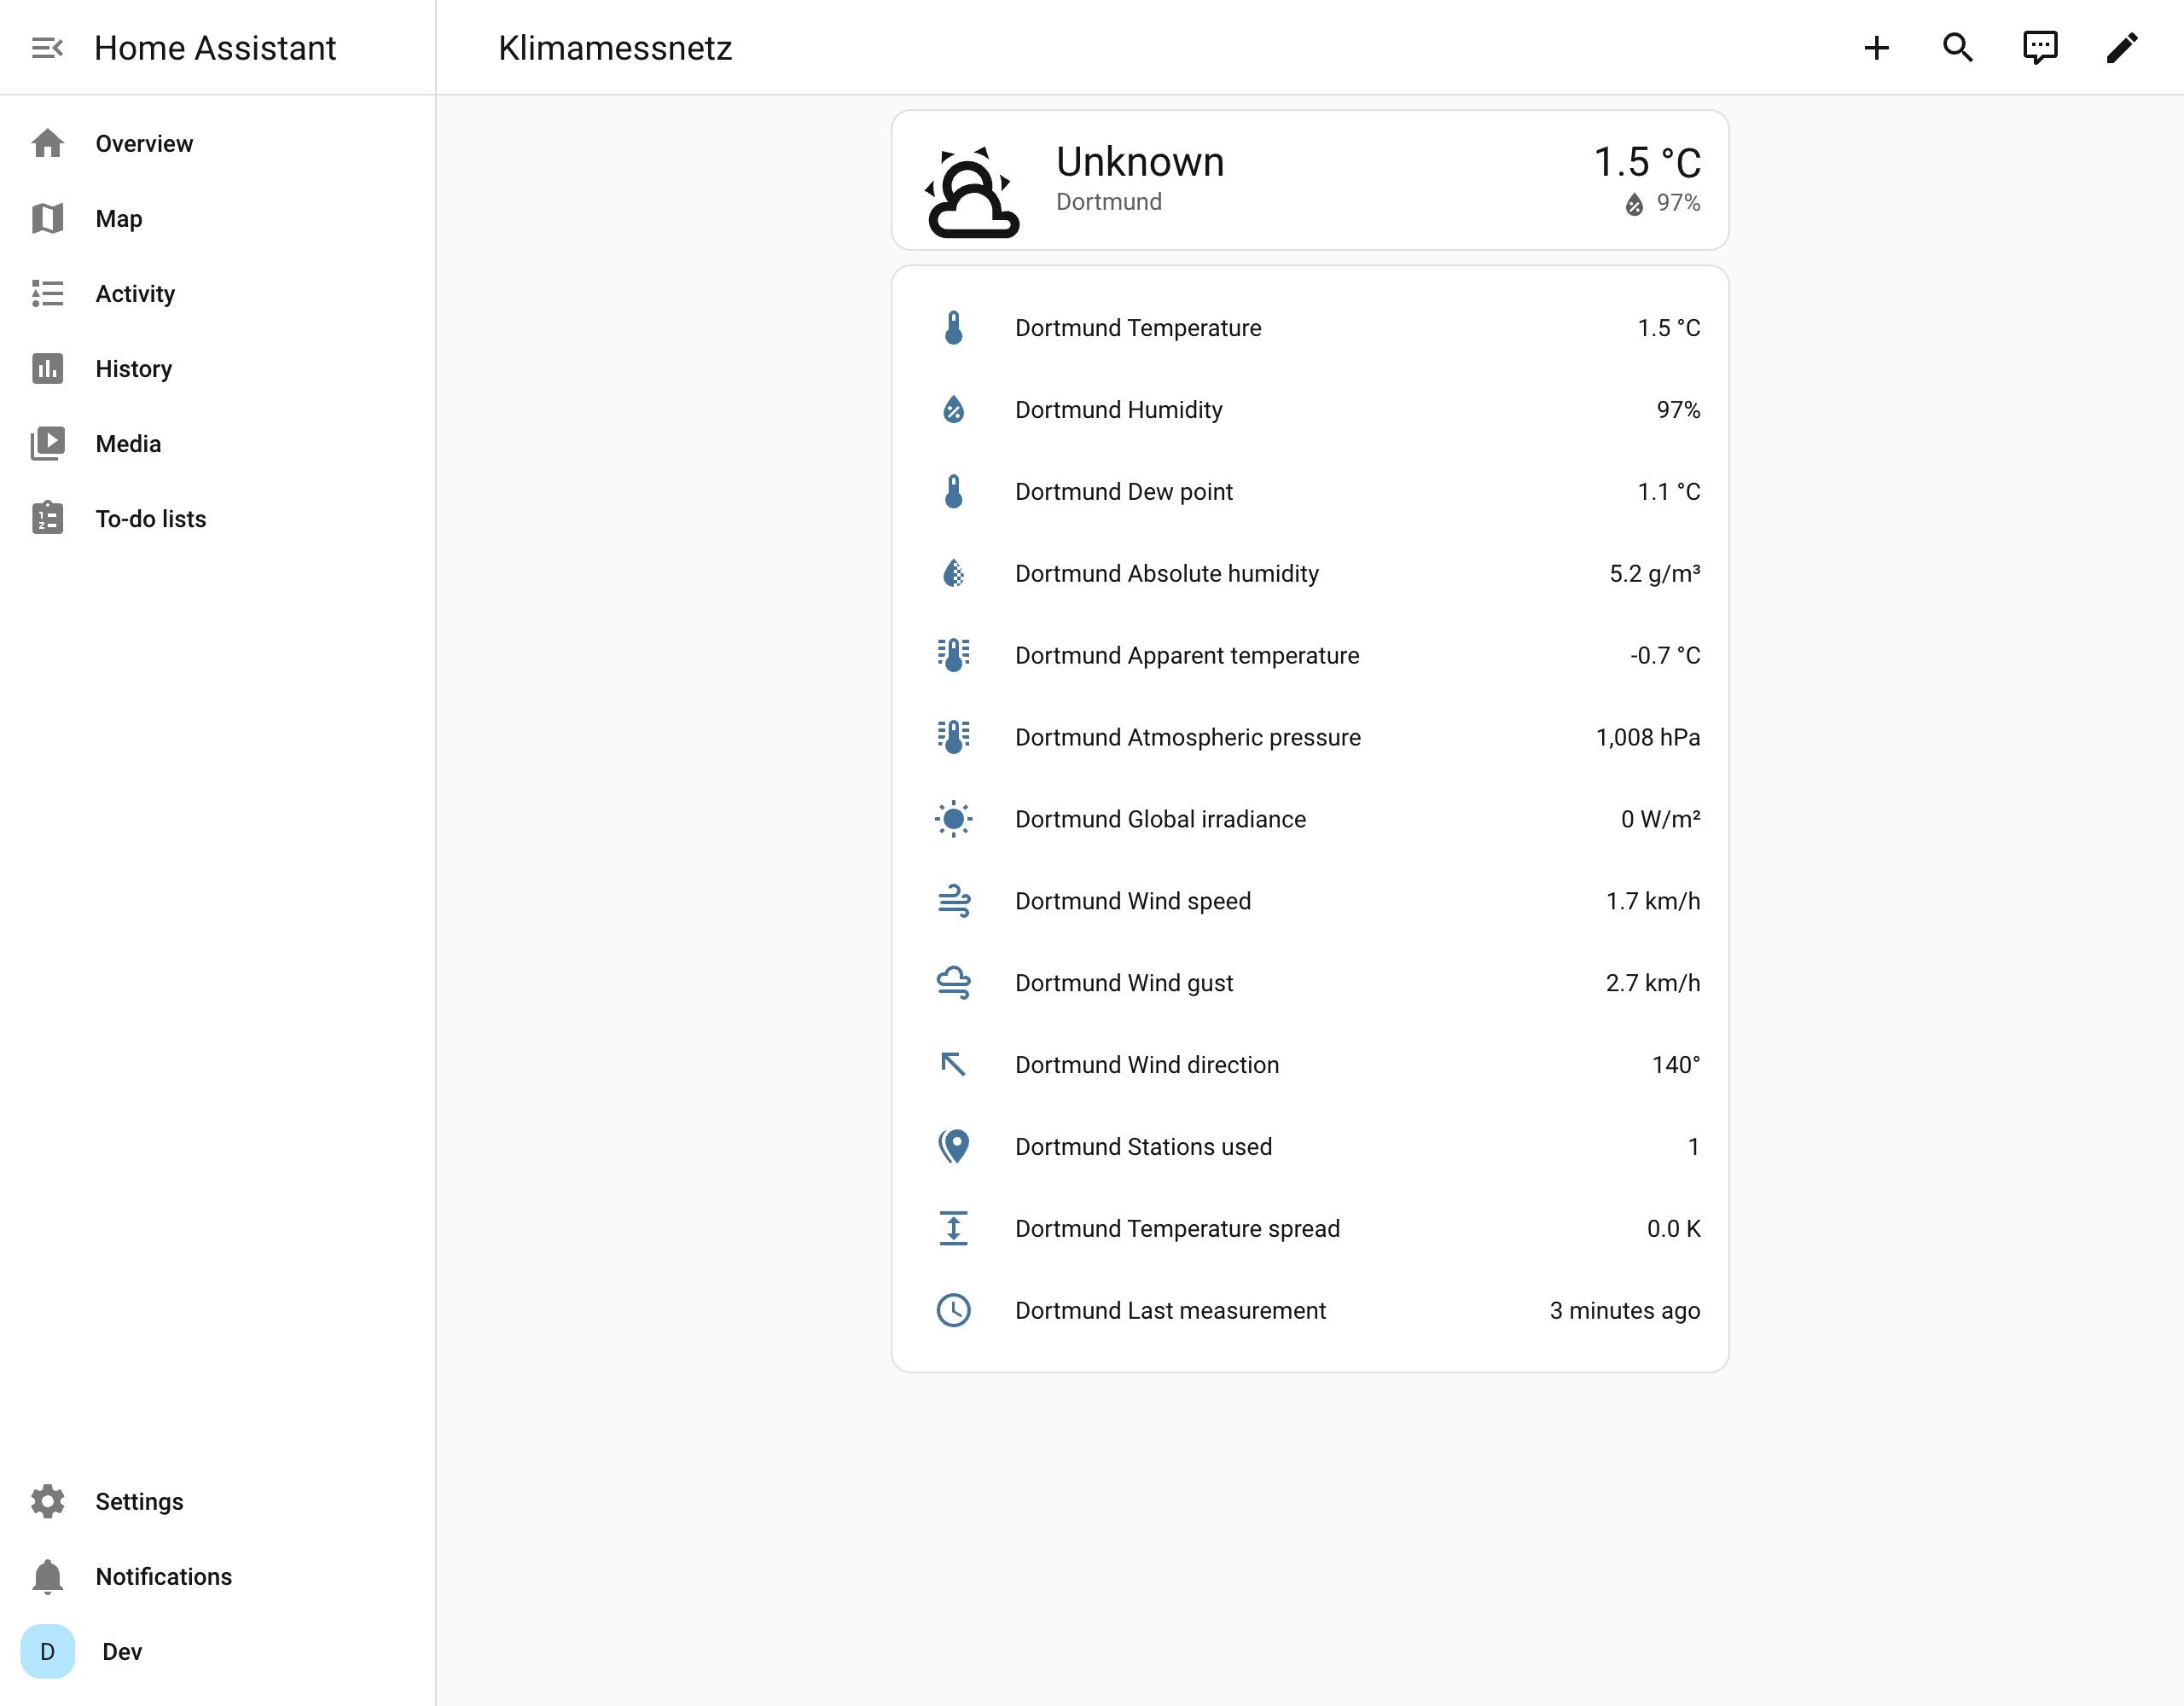 Home Assistant
Klimamessnetz
Overview
Map
Activity
History
Media
To-do lists
Settings
Notifications
D Dev
Unknown 1.5 °C
Dortmund 97%
Dortmund Temperature 1.5 °C
Dortmund Humidity 97%
Dortmund Dew point 1.1 °C
Dortmund Absolute humidity 5.2 g/m³
Dortmund Apparent temperature -0.7 °C
Dortmund Atmospheric pressure 1,008 hPa
Dortmund Global irradiance 0 W/m²
Dortmund Wind speed 1.7 km/h
Dortmund Wind gust 2.7 km/h
Dortmund Wind direction 140°
Dortmund Stations used 1
Dortmund Temperature spread 0.0 K
Dortmund Last measurement 3 minutes ago